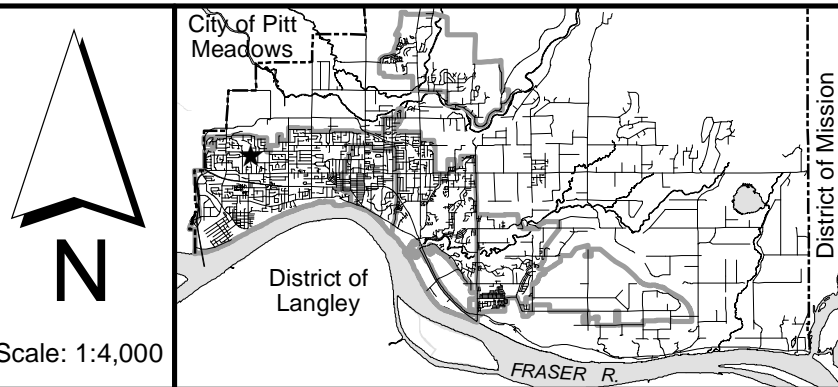 N
Scale: 1:4,000
City of Pitt
Meadows
District of
Langley
FRASER R.
District of Mission